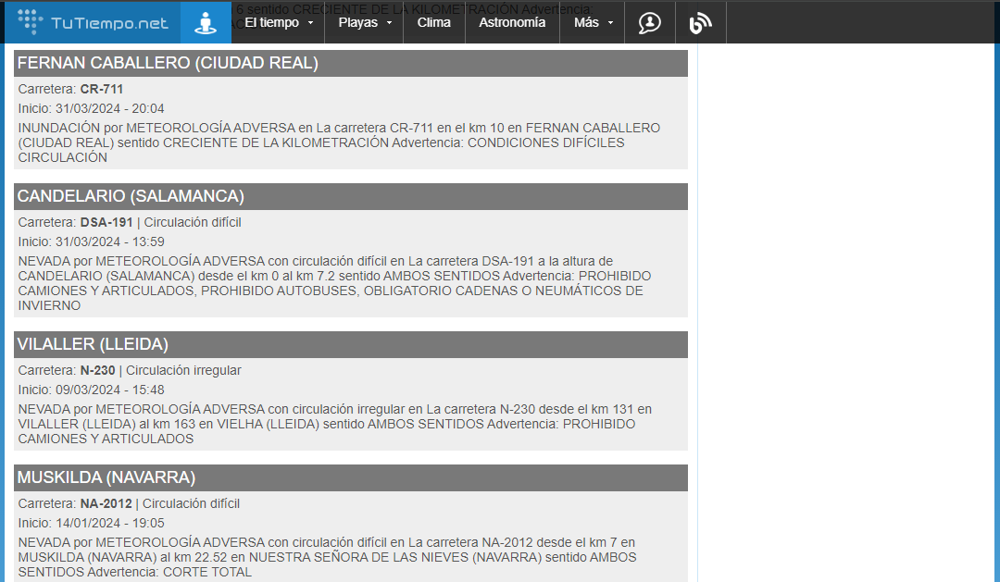 6 sentido CRECIENTE DE LA KILOMETRACIÓN Advertencia:
TuTiempo.net El tiempo Playas Clima Astronomía Más
FERNAN CABALLERO (CIUDAD REAL)
Carretera: CR-711
Inicio: 31/03/2024 - 20:04
INUNDACIÓN por METEOROLOGÍA ADVERSA en La carretera CR-711 en el km 10 en FERNAN CABALLERO
(CIUDAD REAL) sentido CRECIENTE DE LA KILOMETRACIÓN Advertencia: CONDICIONES DIFÍCILES
CIRCULACIÓN
CANDELARIO (SALAMANCA)
Carretera: DSA-191 | Circulación difícil
Inicio: 31/03/2024 - 13:59
NEVADA por METEOROLOGÍA ADVERSA con circulación difícil en La carretera DSA-191 a la altura de
CANDELARIO (SALAMANCA) desde el km 0 al km 7.2 sentido AMBOS SENTIDOS Advertencia: PROHIBIDO
CAMIONES Y ARTICULADOS, PROHIBIDO AUTOBUSES, OBLIGATORIO CADENAS O NEUMÁTICOS DE
INVIERNO
VILALLER (LLEIDA)
Carretera: N-230 | Circulación irregular
Inicio: 09/03/2024 - 15:48
NEVADA por METEOROLOGÍA ADVERSA con circulación irregular en La carretera N-230 desde el km 131 en
VILALLER (LLEIDA) al km 163 en VIELHA (LLEIDA) sentido AMBOS SENTIDOS Advertencia: PROHIBIDO
CAMIONES Y ARTICULADOS
MUSKILDA (NAVARRA)
Carretera: NA-2012 | Circulación difícil
Inicio: 14/01/2024 - 19:05
NEVADA por METEOROLOGÍA ADVERSA con circulación difícil en La carretera NA-2012 desde el km 7 en
MUSKILDA (NAVARRA) al km 22.52 en NUESTRA SEÑORA DE LAS NIEVES (NAVARRA) sentido AMBOS
SENTIDOS Advertencia: CORTE TOTAL